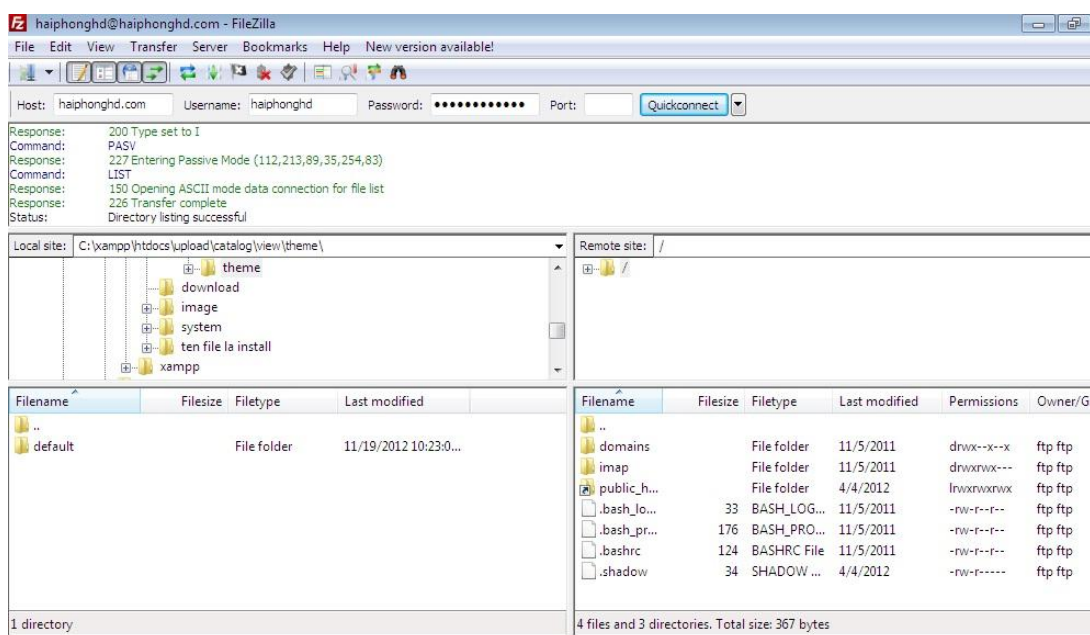 haiphonghd@haiphonghd.com - FileZilla
File Edit View Transfer Server Bookmarks Help New version available!
Host: haiphonghd.com Username: haiphonghd Password: ●●●●●●●●●●●● Port: Quickconnect
Response: 200 Type set to I
Command: PASV
Response: 227 Entering Passive Mode (112,213,89,35,254,83)
Command: LIST
Response: 150 Opening ASCII mode data connection for file list
Response: 226 Transfer complete
Status: Directory listing successful
Local site: C:\xampp\htdocs\upload\catalog\view\theme\
theme
download
image
system
ten file la install
xampp
Filename Filesize Filetype Last modified
..
default File folder 11/19/2012 10:23:0...
1 directory
Remote site: /
/
Filename Filesize Filetype Last modified Permissions Owner/G
..
domains File folder 11/5/2011 drwx--x--x ftp ftp
imap File folder 11/5/2011 drwxrwx--- ftp ftp
public_h... File folder 4/4/2012 lrwxrwxrwx ftp ftp
.bash_lo... 33 BASH_LOG... 11/5/2011 -rw-r--r-- ftp ftp
.bash_pr... 176 BASH_PRO... 11/5/2011 -rw-r--r-- ftp ftp
.bashrc 124 BASHRC File 11/5/2011 -rw-r--r-- ftp ftp
.shadow 34 SHADOW ... 4/4/2012 -rw-r----- ftp ftp
4 files and 3 directories. Total size: 367 bytes